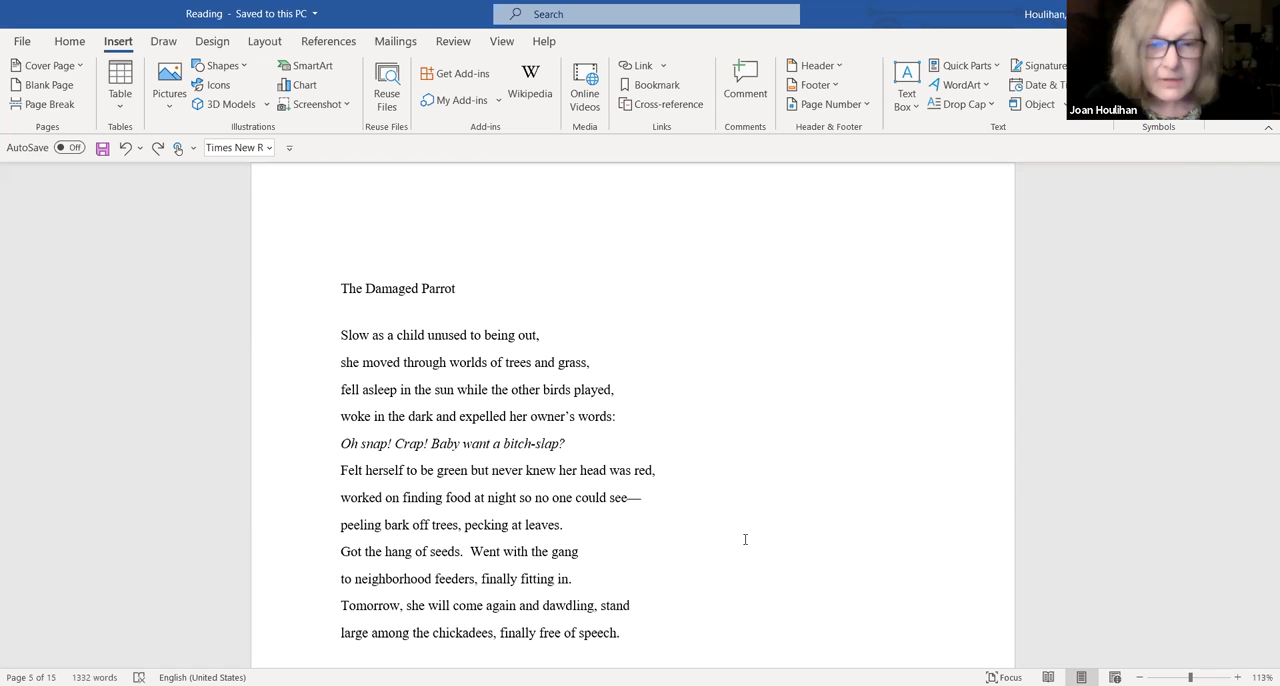 Reading - Saved to this PC
Search
Houlihan,
File Home Insert Draw Design Layout References Mailings Review View Help
Cover Page
Blank Page
Page Break
Pages
Table
Tables
Pictures
Shapes
Icons
3D Models
SmartArt
Chart
Screenshot
Illustrations
Reuse
Files
Reuse Files
Get Add-ins
My Add-ins
W
Wikipedia
Add-ins
Online
Videos
Media
Link
Bookmark
Cross-reference
Links
Comment
Comments
Header
Footer
Page Number
Header & Footer
A
Text
Box
Quick Parts
WordArt
Drop Cap
Signature
Date & Ti
Object
Text
Symbols
Joan Houlihan
AutoSave Off
Times New R
The Damaged Parrot
Slow as a child unused to being out,
she moved through worlds of trees and grass,
fell asleep in the sun while the other birds played,
woke in the dark and expelled her owner’s words:
Oh snap! Crap! Baby want a bitch-slap?
Felt herself to be green but never knew her head was red,
worked on finding food at night so no one could see—
peeling bark off trees, pecking at leaves.
Got the hang of seeds.  Went with the gang
to neighborhood feeders, finally fitting in.
Tomorrow, she will come again and dawdling, stand
large among the chickadees, finally free of speech.
Page 5 of 15 1332 words English (United States) Focus 113%